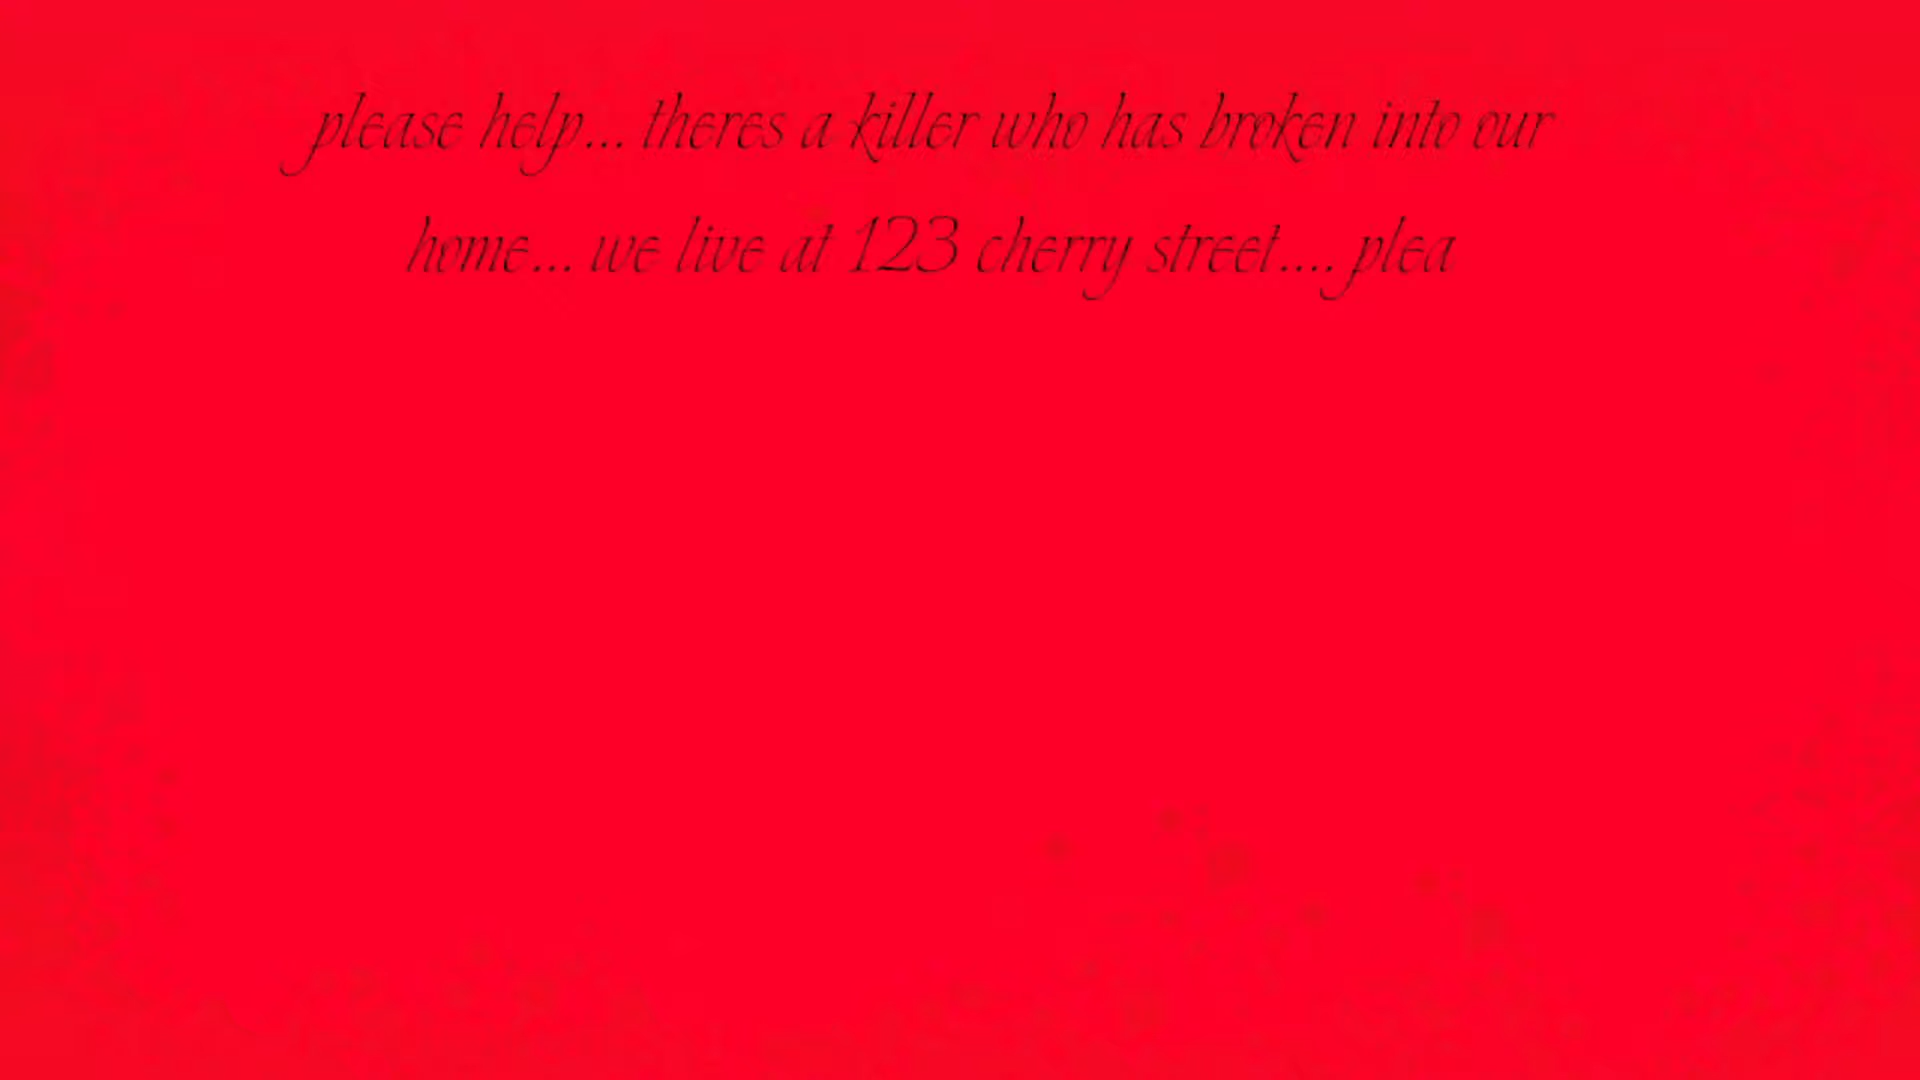 please help... theres a killer who has broken into our
home... we live at 123 cherry street.... plea